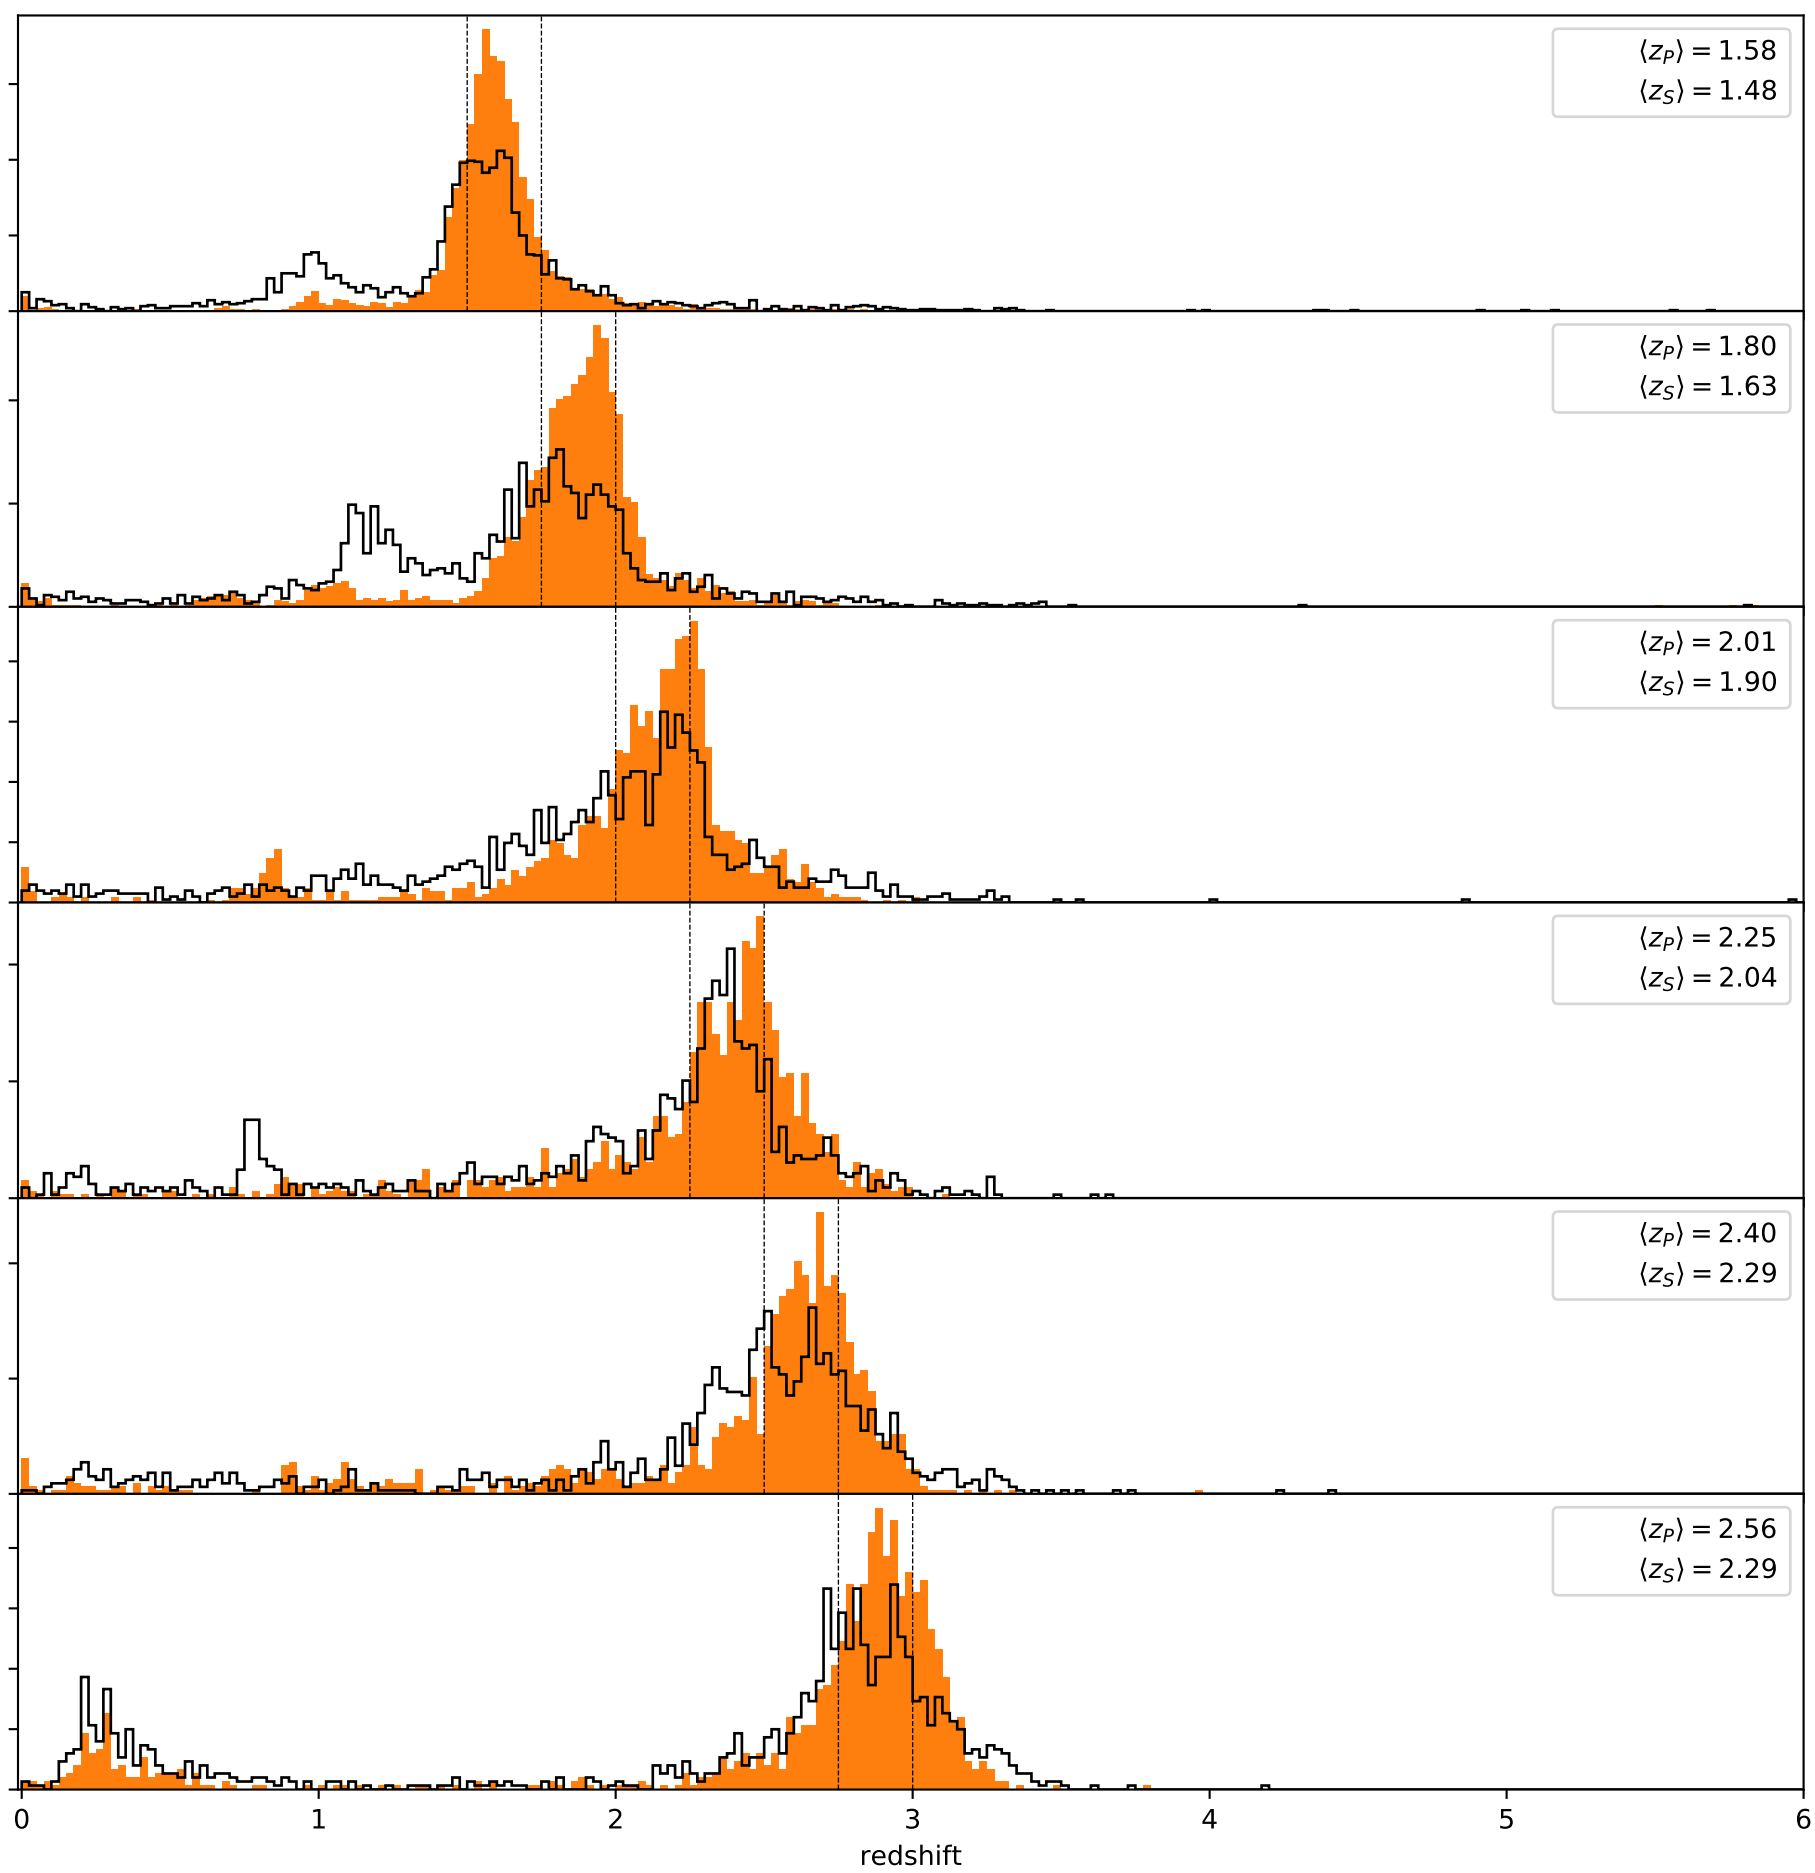 ⟨z_P⟩ = 1.58
⟨z_S⟩ = 1.48
⟨z_P⟩ = 1.80
⟨z_S⟩ = 1.63
⟨z_P⟩ = 2.01
⟨z_S⟩ = 1.90
⟨z_P⟩ = 2.25
⟨z_S⟩ = 2.04
⟨z_P⟩ = 2.40
⟨z_S⟩ = 2.29
⟨z_P⟩ = 2.56
⟨z_S⟩ = 2.29
0 1 2 3 4 5 6
redshift